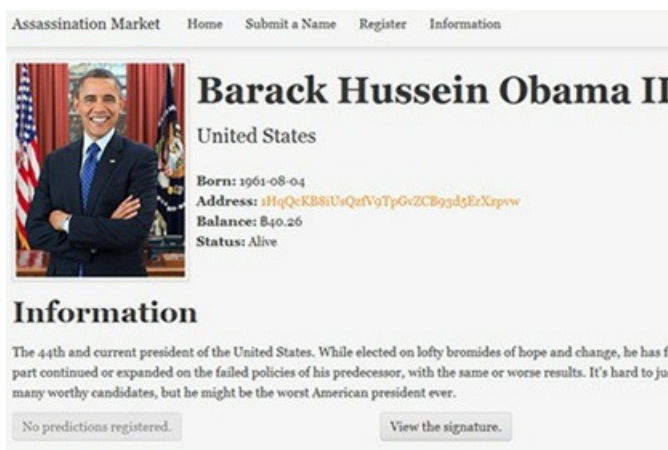 Assassination Market Home Submit a Name Register Information
Barack Hussein Obama II
United States
Born: 1961-08-04
Address:
Balance: ฿40.26
Status: Alive
Information
The 44th and current president of the United States. While elected on lofty bromides of hope and change, he has f
part continued or expanded on the failed policies of his predecessor, with the same or worse results. It's hard to ju
many worthy candidates, but he might be the worst American president ever.
No predictions registered. View the signature.